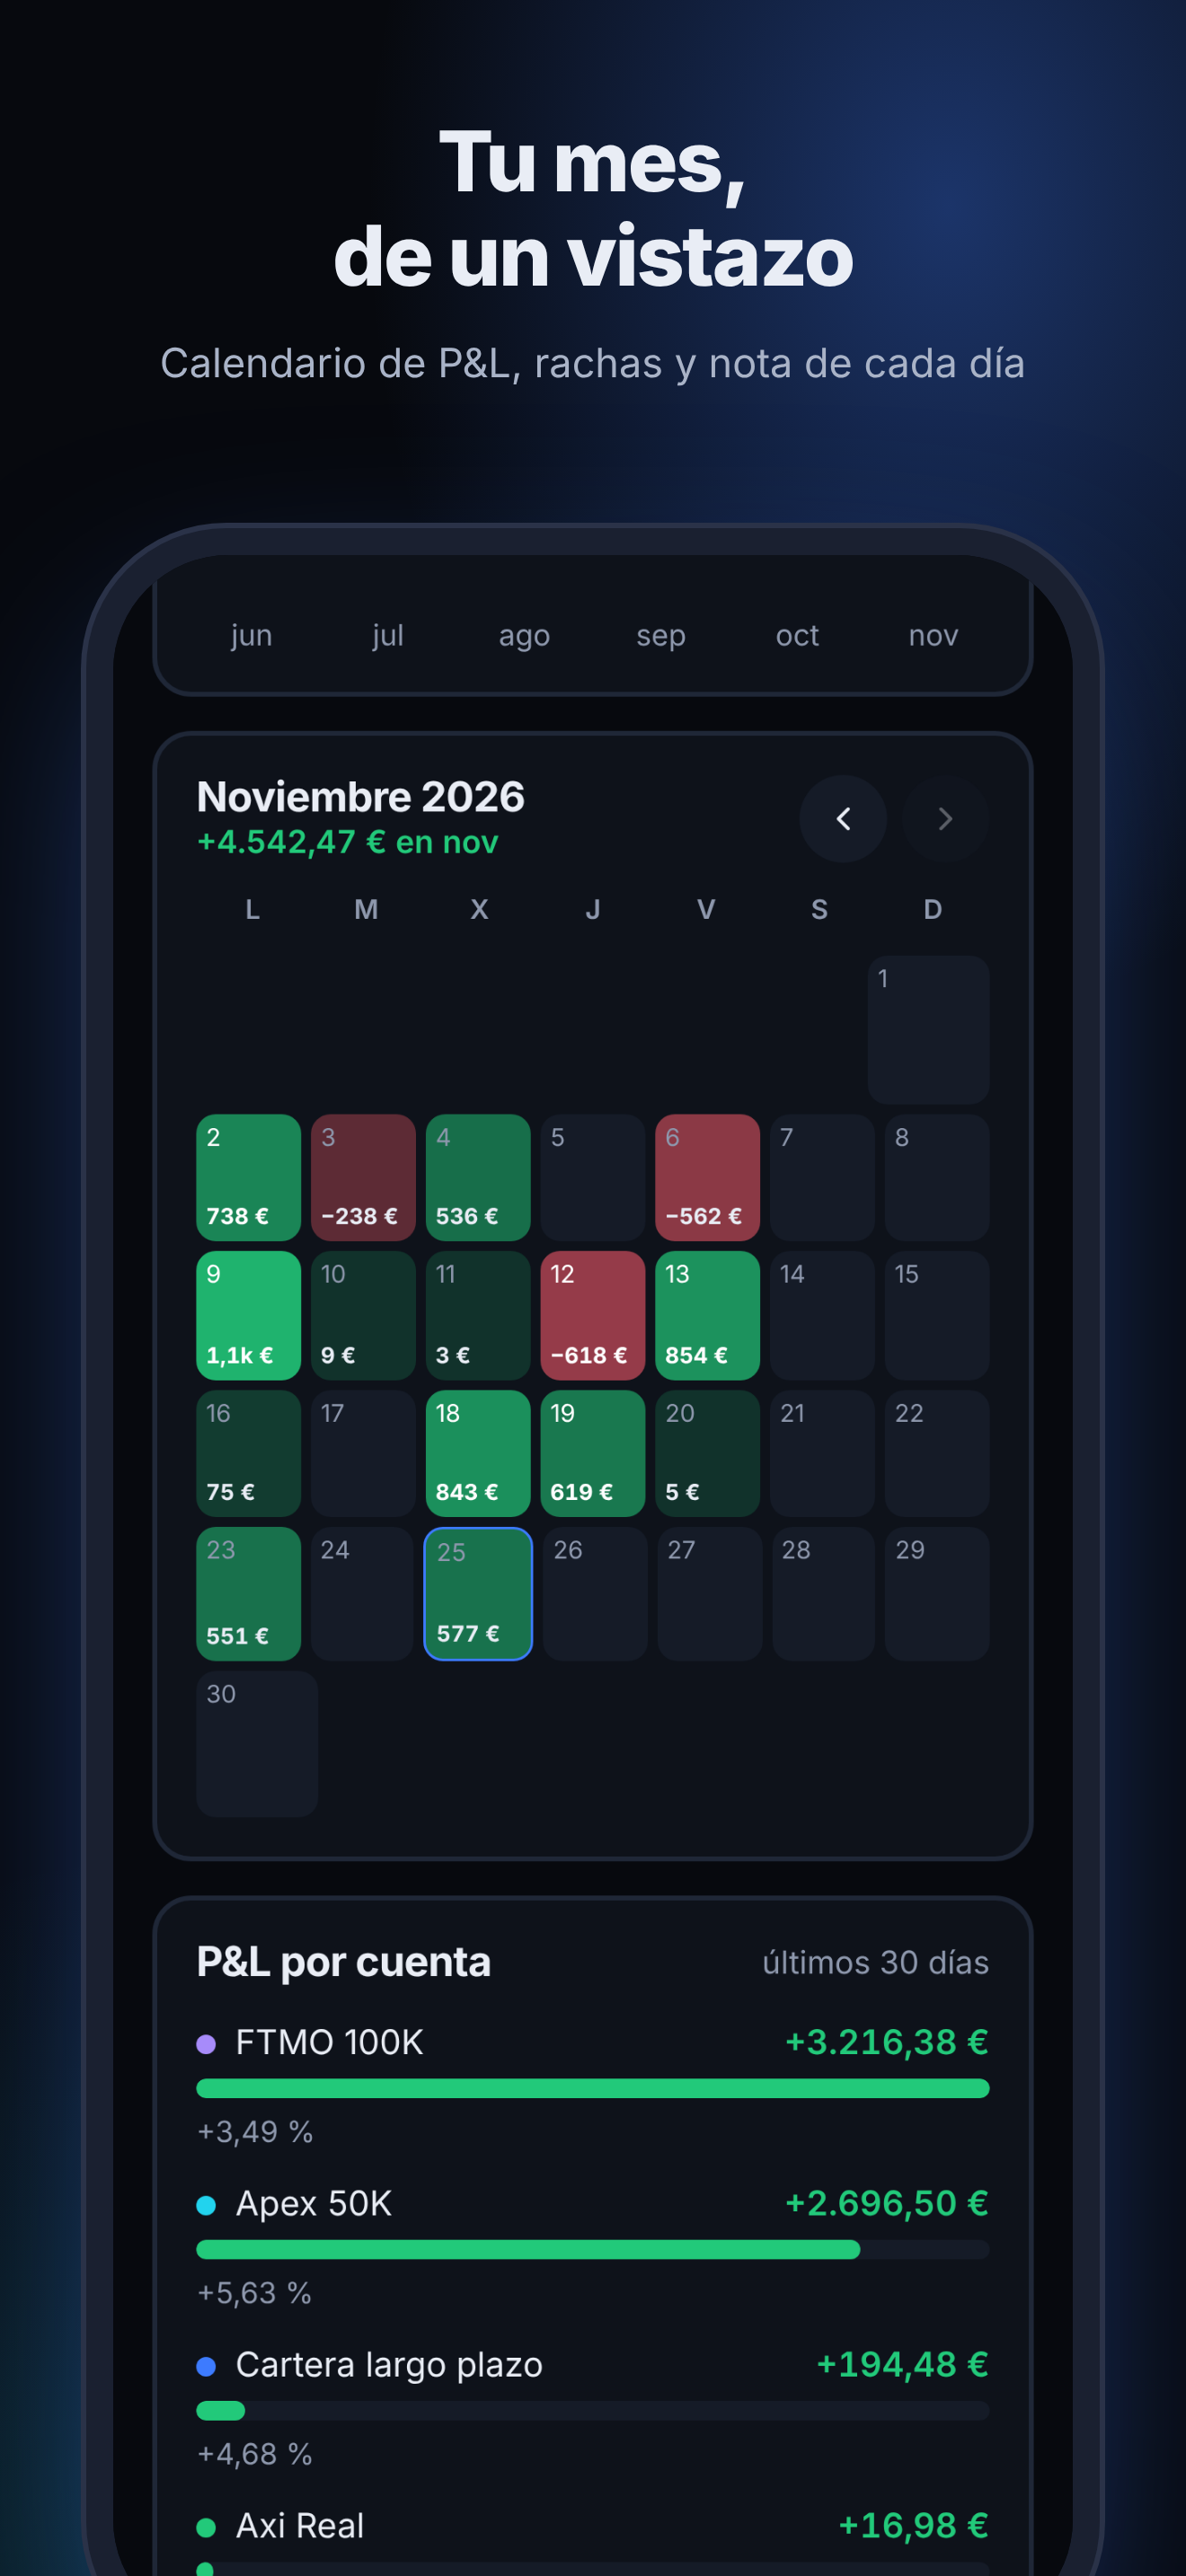 Tu mes,
de un vistazo
Calendario de P&L, rachas y nota de cada día
jun jul ago sep oct nov
Noviembre 2026
+4.542,47 € en nov
L M X J V S D
1
2 3 4 5 6 7 8
738 € −238 € 536 € −562 €
9 10 11 12 13 14 15
1,1k € 9 € 3 € −618 € 854 €
16 17 18 19 20 21 22
75 € 843 € 619 € 5 €
23 24 25 26 27 28 29
551 € 577 €
30
P&L por cuenta últimos 30 días
FTMO 100K +3.216,38 €
+3,49 %
Apex 50K +2.696,50 €
+5,63 %
Cartera largo plazo +194,48 €
+4,68 %
Axi Real +16,98 €